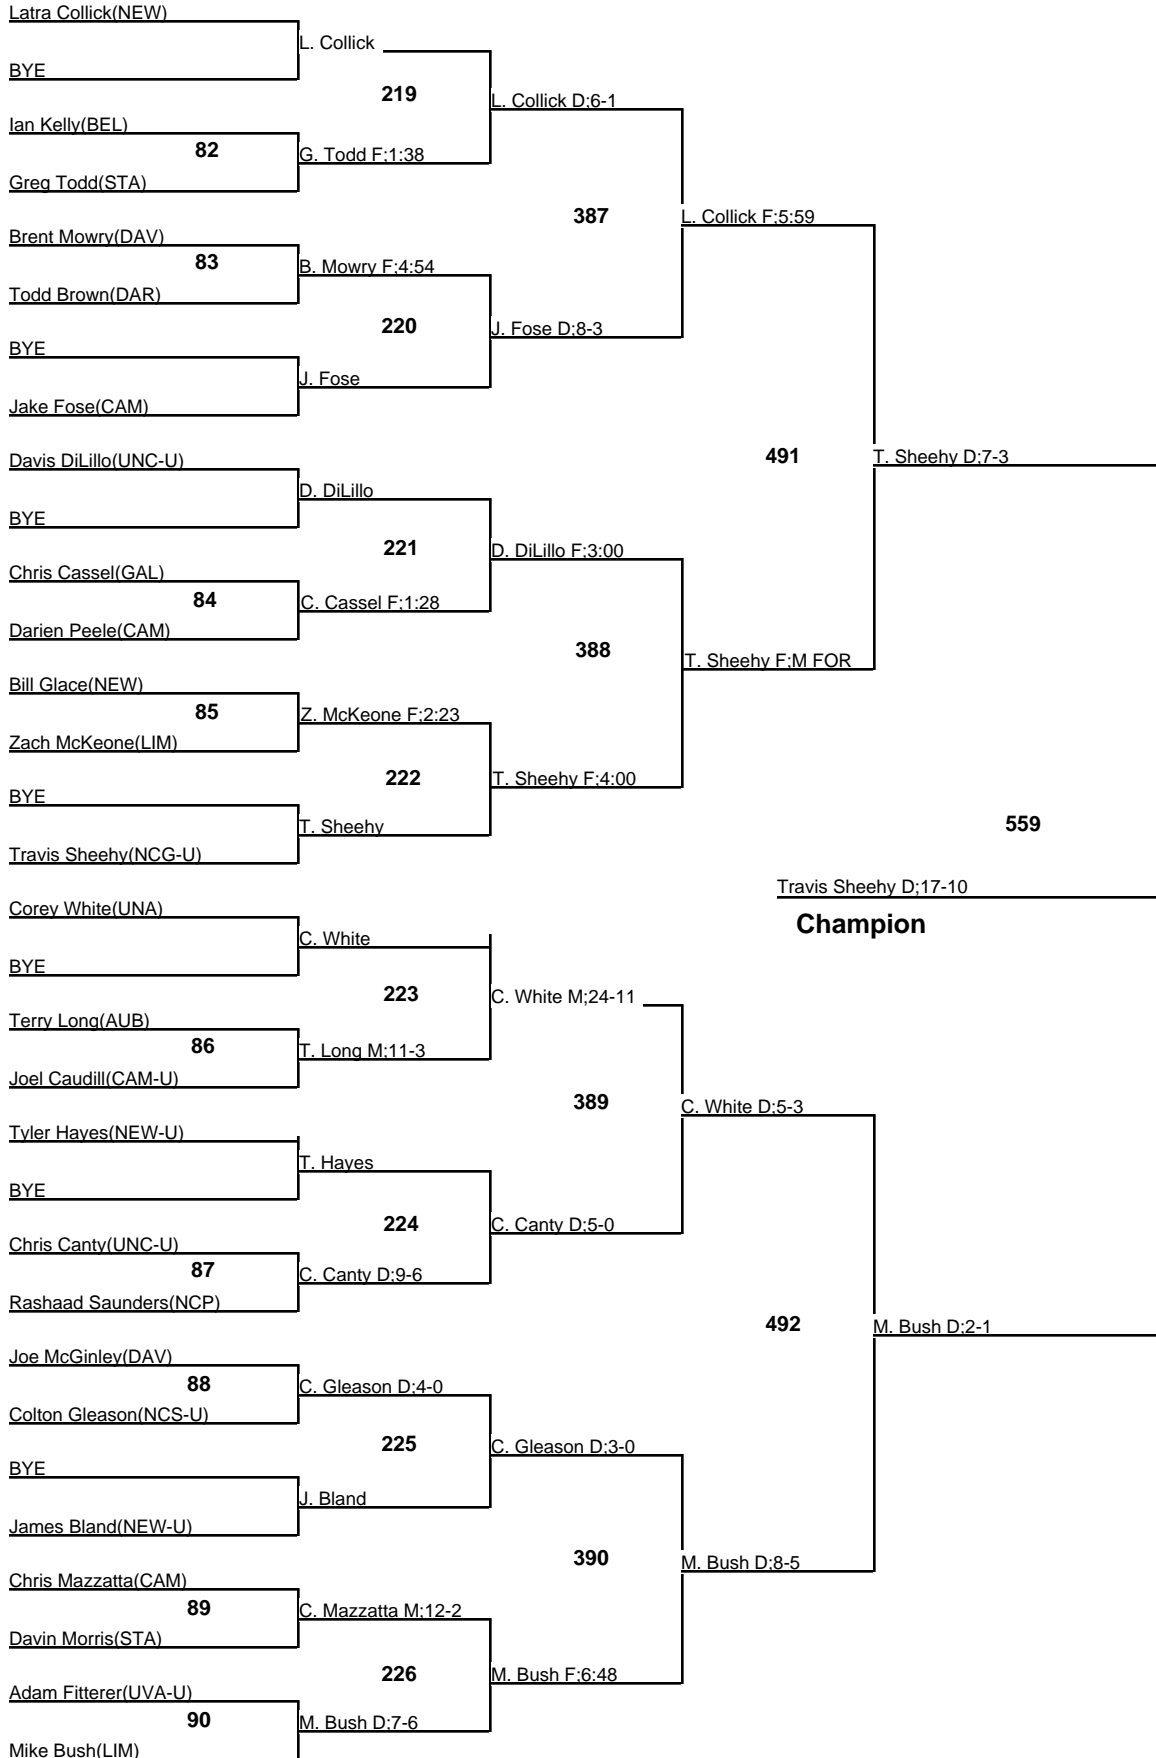 Latra Collick(NEW)
L. Collick
BYE
219
L. Collick D;6-1
Ian Kelly(BEL)
82
G. Todd F;1:38
Greg Todd(STA)
387
L. Collick F;5:59
Brent Mowry(DAV)
83
B. Mowry F;4:54
Todd Brown(DAR)
220
J. Fose D;8-3
BYE
J. Fose
Jake Fose(CAM)
491
T. Sheehy D;7-3
Davis DiLillo(UNC-U)
D. DiLillo
BYE
221
D. DiLillo F;3:00
Chris Cassel(GAL)
84
C. Cassel F;1:28
Darien Peele(CAM)
388
T. Sheehy F;M FOR
Bill Glace(NEW)
85
Z. McKeone F;2:23
Zach McKeone(LIM)
222
T. Sheehy F;4:00
BYE
T. Sheehy
Travis Sheehy(NCG-U)
559
Travis Sheehy D;17-10
Champion
Corey White(UNA)
C. White
BYE
223
C. White M;24-11
Terry Long(AUB)
86
T. Long M;11-3
Joel Caudill(CAM-U)
389
C. White D;5-3
Tyler Hayes(NEW-U)
T. Hayes
BYE
224
C. Canty D;5-0
Chris Canty(UNC-U)
87
C. Canty D;9-6
Rashaad Saunders(NCP)
492
M. Bush D;2-1
Joe McGinley(DAV)
88
C. Gleason D;4-0
Colton Gleason(NCS-U)
225
C. Gleason D;3-0
BYE
J. Bland
James Bland(NEW-U)
390
M. Bush D;8-5
Chris Mazzatta(CAM)
89
C. Mazzatta M;12-2
Davin Morris(STA)
226
M. Bush F;6:48
Adam Fitterer(UVA-U)
90
M. Bush D;7-6
Mike Bush(LIM)